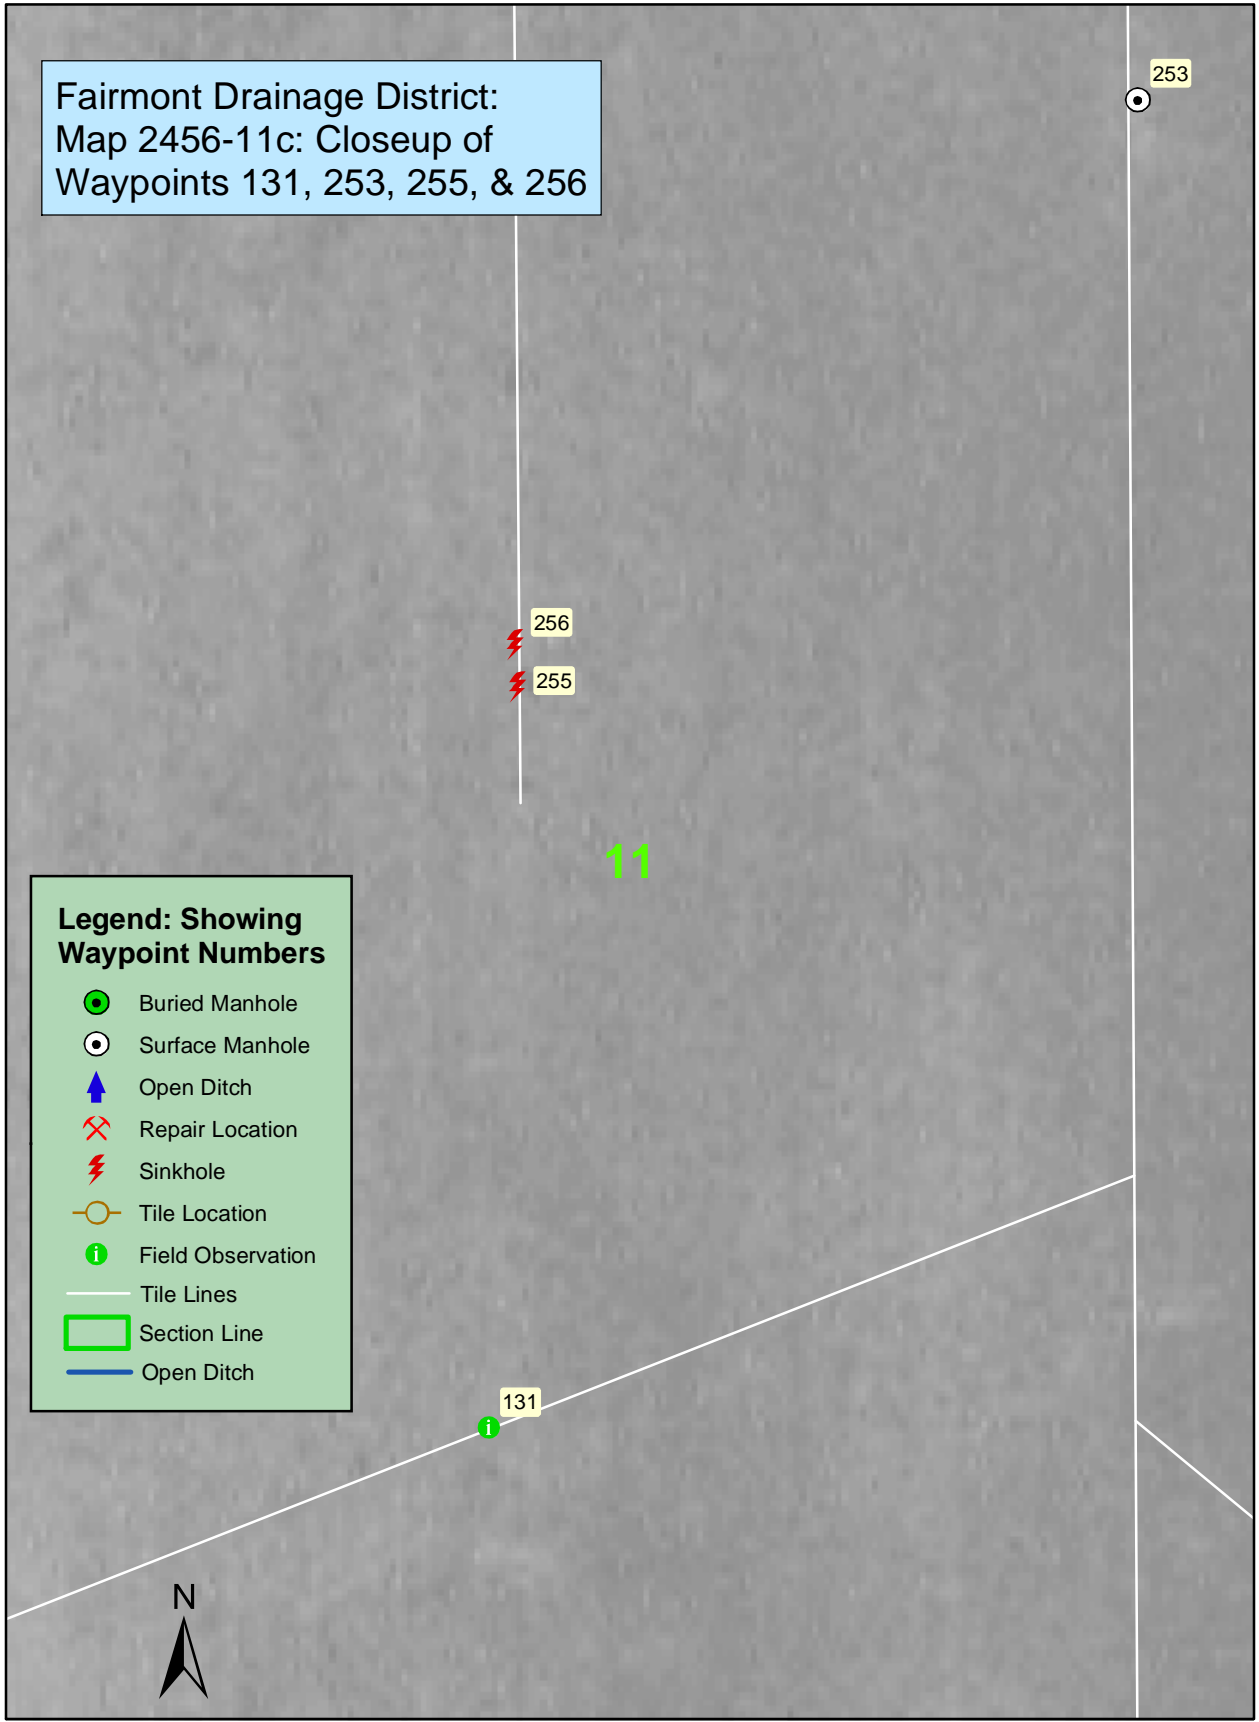 Fairmont Drainage District:
Map 2456-11c: Closeup of
Waypoints 131, 253, 255, & 256
253
256
255
11
Legend: Showing
Waypoint Numbers
Buried Manhole
Surface Manhole
Open Ditch
Repair Location
Sinkhole
Tile Location
i Field Observation
Tile Lines
Section Line
Open Ditch
131
i
N